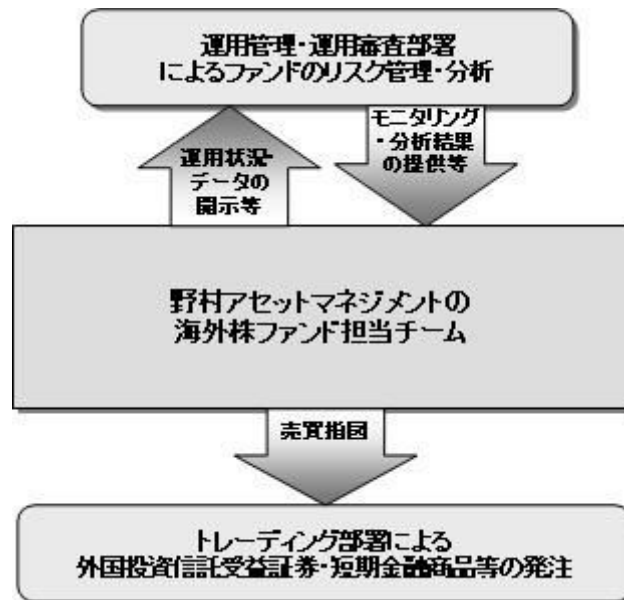 運用管理・運用審査部署
によるファンドのリスク管理・分析
運用状況・
データの
開示等
モニタリング
・分析結果
の提供等
野村アセットマネジメントの
海外株ファンド担当チーム
売買指図
トレーディング部署による
外国投資信託受益証券・短期金融商品等の発注